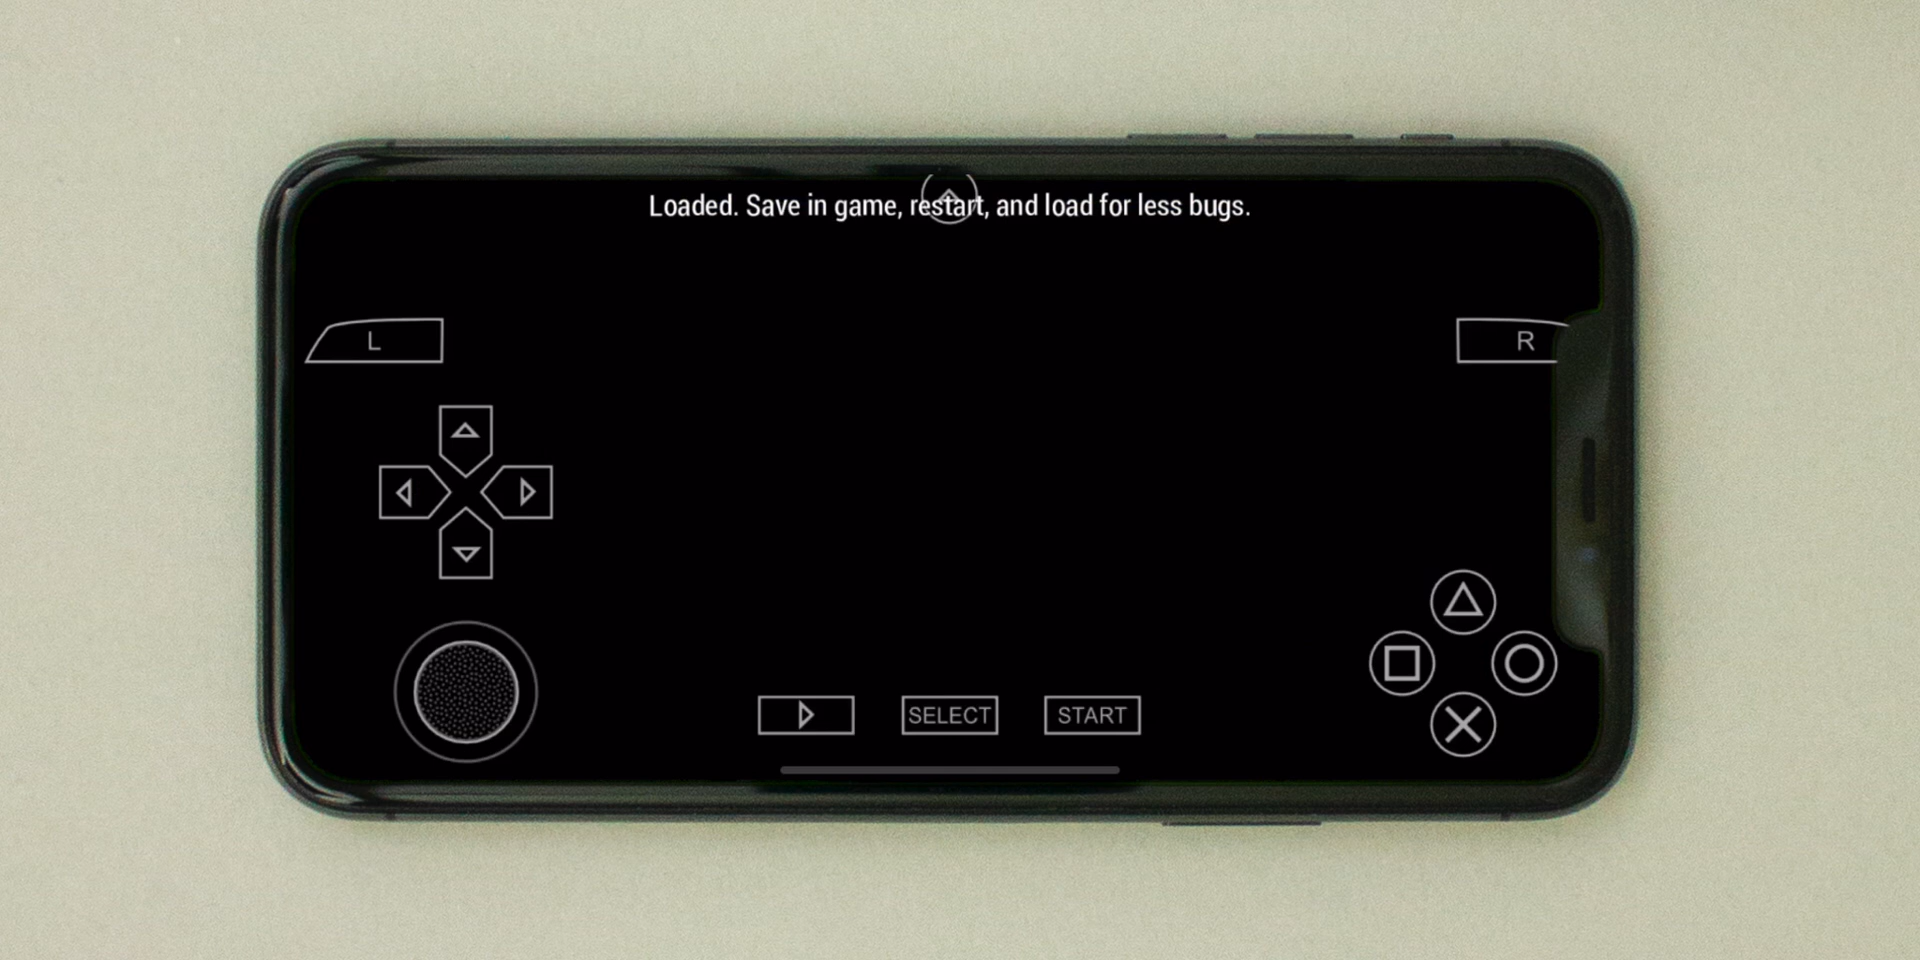 Loaded. Save in game, restart, and load for less bugs.
L
R
SELECT
START